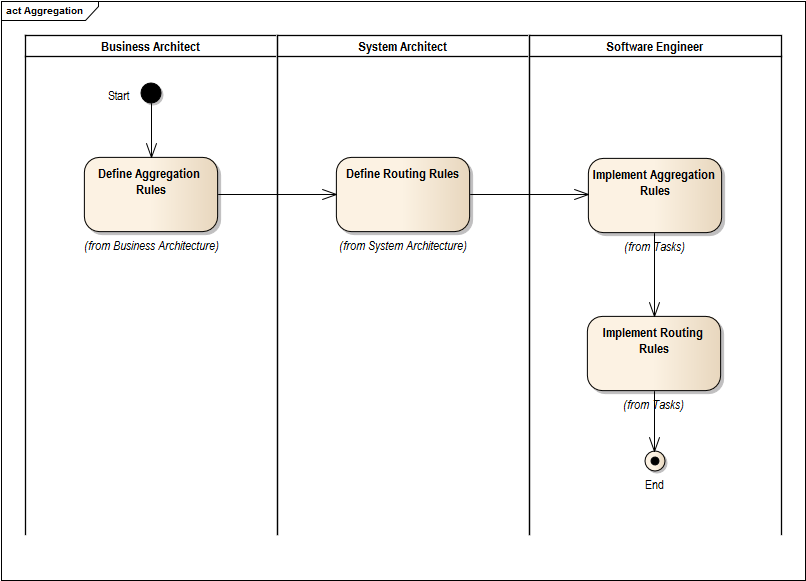 act Aggregation
Business Architect
System Architect
Software Engineer
Start
Define Aggregation
Rules
(from Business Architecture)
Define Routing Rules
(from System Architecture)
Implement Aggregation
Rules
(from Tasks)
Implement Routing
Rules
(from Tasks)
End